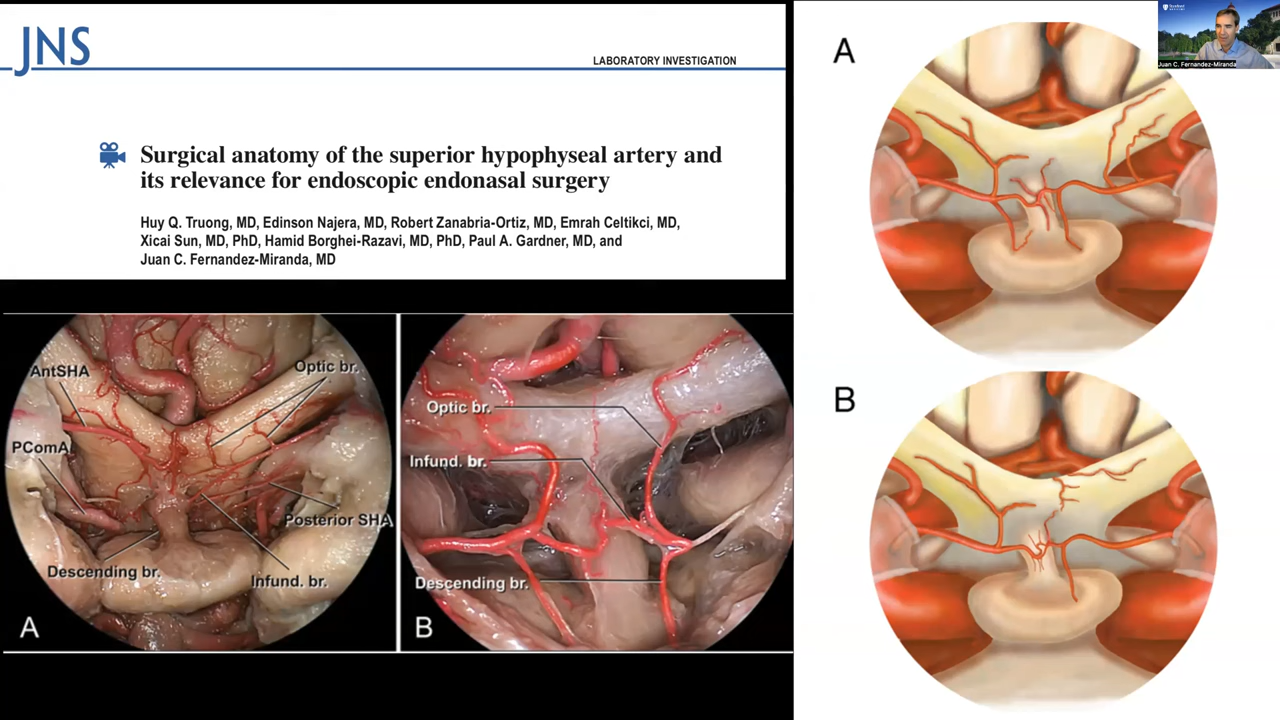 JNS
LABORATORY INVESTIGATION
Surgical anatomy of the superior hypophyseal artery and
its relevance for endoscopic endonasal surgery
Huy Q. Truong, MD, Edinson Najera, MD, Robert Zanabria-Ortiz, MD, Emrah Celtikci, MD,
Xicai Sun, MD, PhD, Hamid Borghei-Razavi, MD, PhD, Paul A. Gardner, MD, and
Juan C. Fernandez-Miranda, MD
AntSHA
Optic br.
PComA
Posterior SHA
Descending br.
Infund. br.
A
Optic br.
Infund. br.
Descending br.
B
A
B
Juan C. Fernandez-Miranda